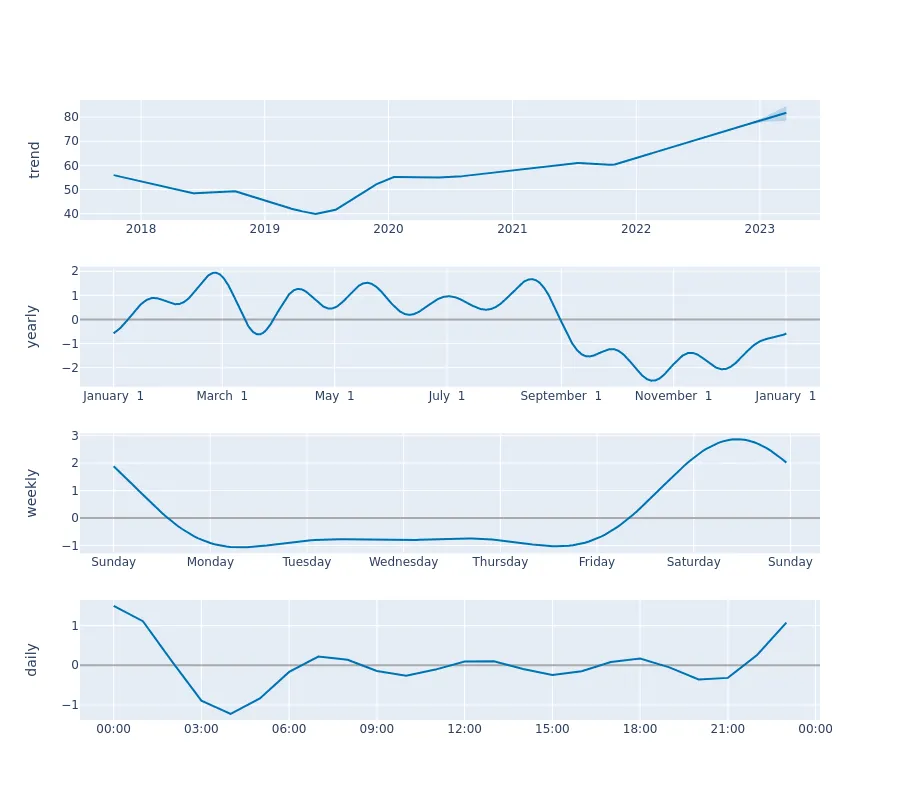 trend
80
70
60
50
40
2018 2019 2020 2021 2022 2023
yearly
2
1
0
−1
−2
January 1 March 1 May 1 July 1 September 1 November 1 January 1
weekly
3
2
1
0
−1
Sunday Monday Tuesday Wednesday Thursday Friday Saturday Sunday
daily
1
0
−1
00:00 03:00 06:00 09:00 12:00 15:00 18:00 21:00 00:00